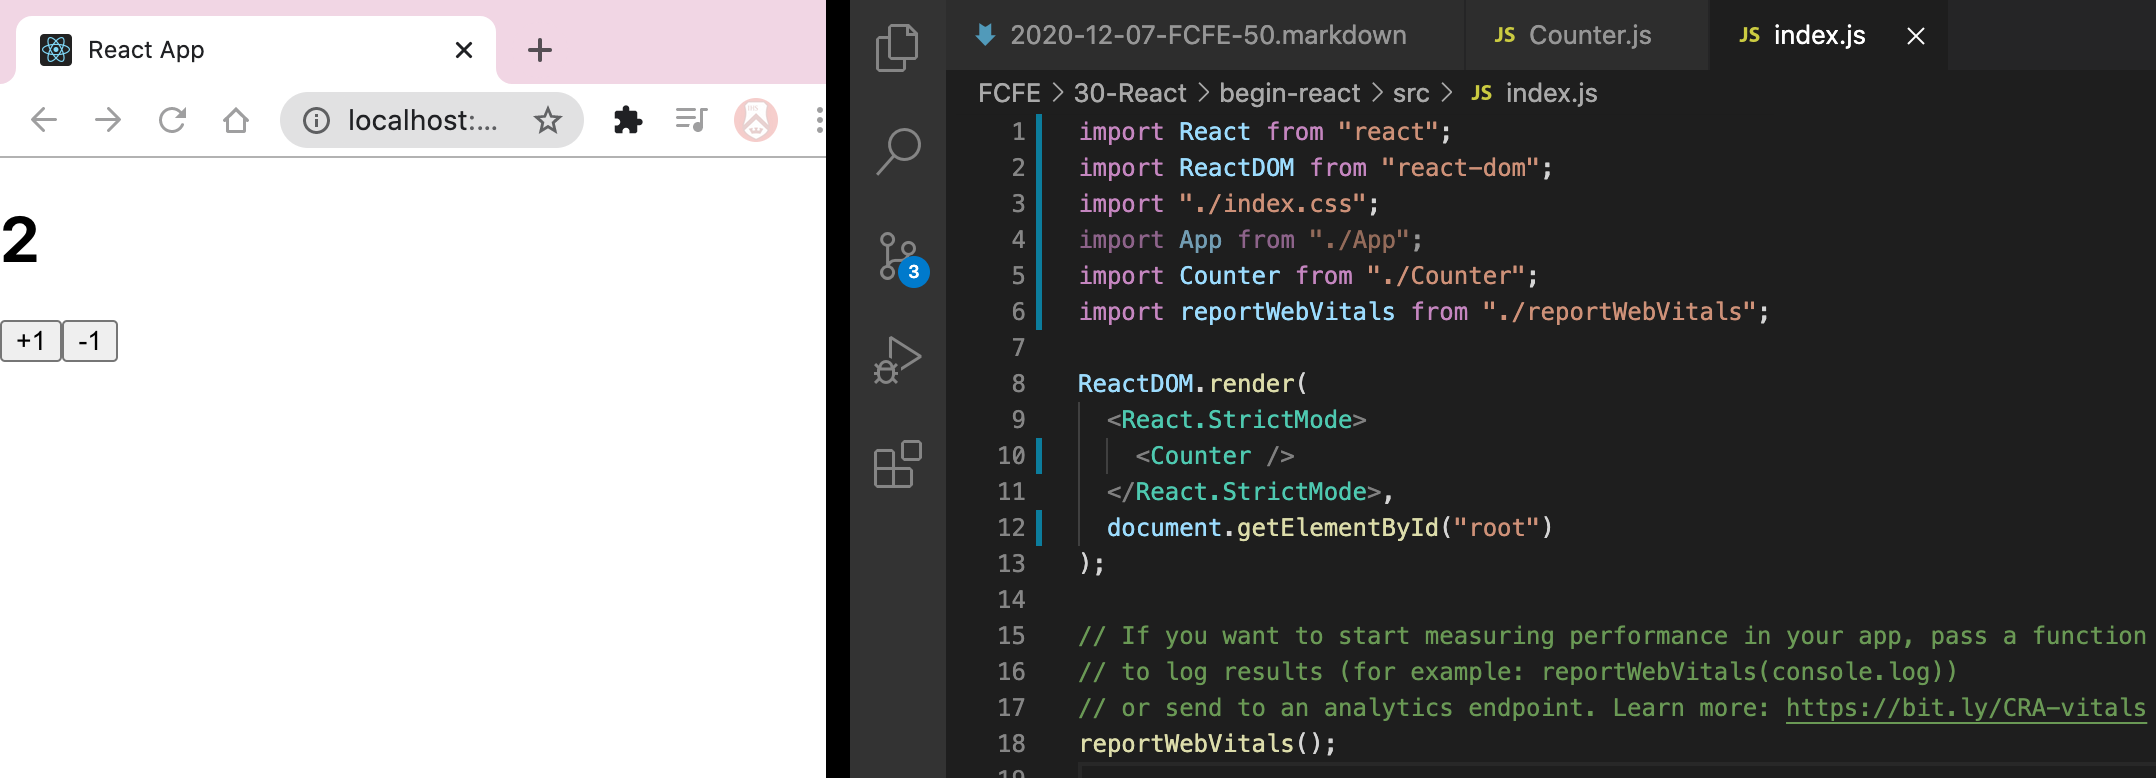 React App
localhost:...
2
+1 -1
3
2020-12-07-FCFE-50.markdown JS Counter.js JS index.js
FCFE > 30-React > begin-react > src > JS index.js
1 import React from "react";
2 import ReactDOM from "react-dom";
3 import "./index.css";
4 import App from "./App";
5 import Counter from "./Counter";
6 import reportWebVitals from "./reportWebVitals";
7
8 ReactDOM.render(
9 <React.StrictMode>
10 <Counter />
11 </React.StrictMode>,
12 document.getElementById("root")
13 );
14
15 // If you want to start measuring performance in your app, pass a function
16 // to log results (for example: reportWebVitals(console.log))
17 // or send to an analytics endpoint. Learn more: https://bit.ly/CRA-vitals
18 reportWebVitals();
19